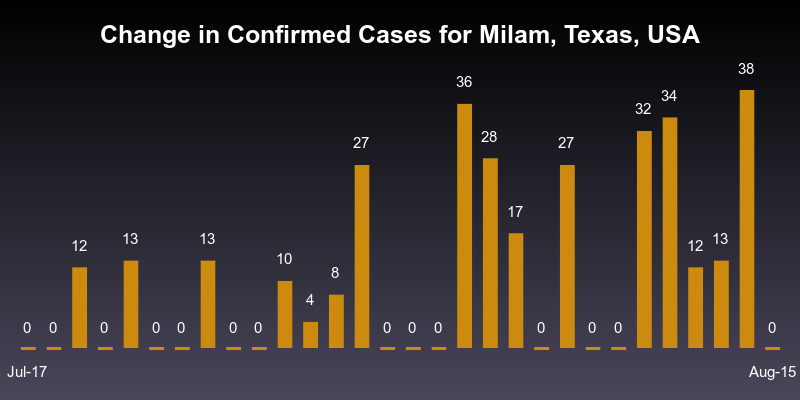 Change in Confirmed Cases for Milam, Texas, USA
0 0 12 0 13 0 0 13 0 0 10 4 8 27 0 0 0 36 28 17 0 27 0 0 32 34 12 13 38 0
Jul-17 Aug-15